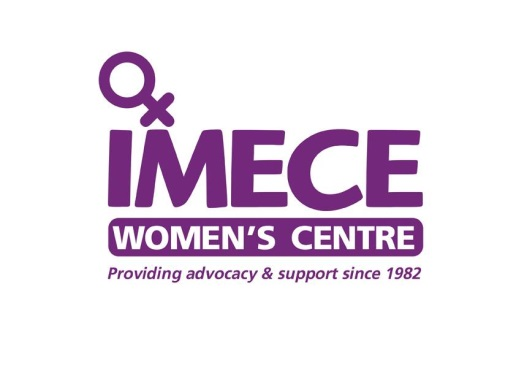 IMECE
WOMEN'S CENTRE
Providing advocacy & support since 1982